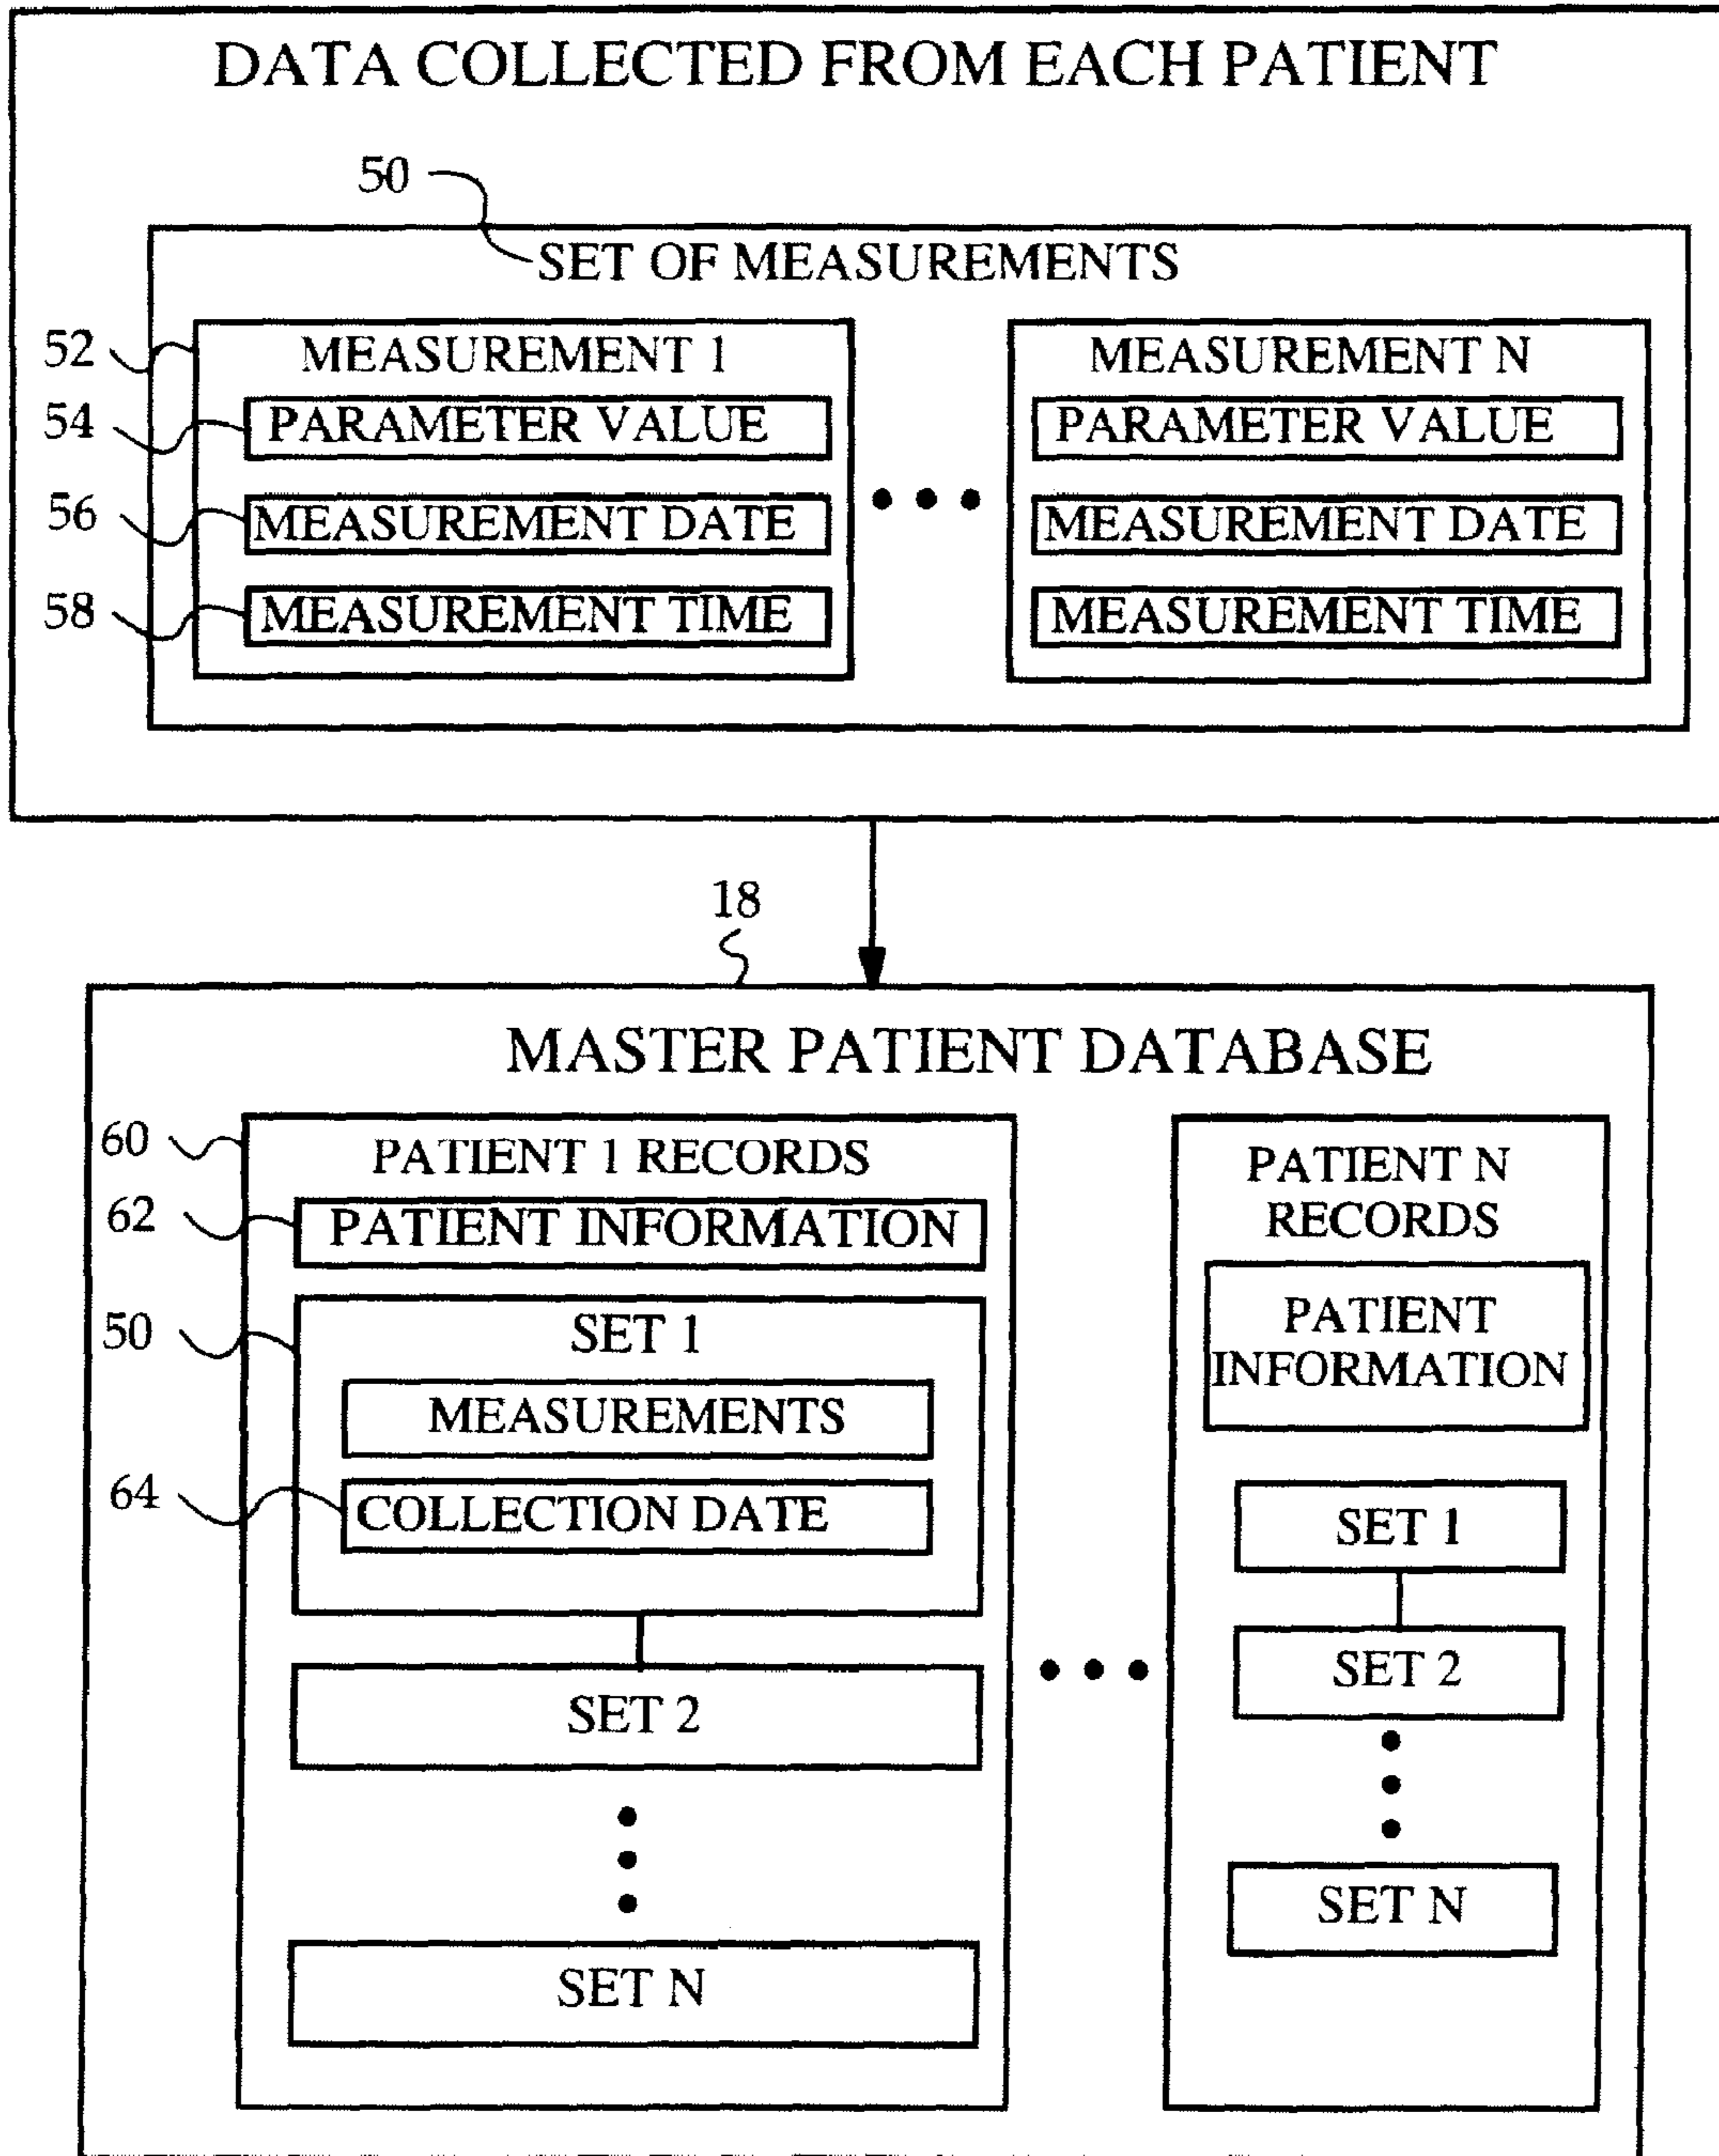 DATA COLLECTED FROM EACH PATIENT
50
SET OF MEASUREMENTS
52
MEASUREMENT 1
MEASUREMENT N
54
PARAMETER VALUE
PARAMETER VALUE
56
MEASUREMENT DATE
MEASUREMENT DATE
58
MEASUREMENT TIME
MEASUREMENT TIME
18
MASTER PATIENT DATABASE
60
PATIENT 1 RECORDS
62
PATIENT INFORMATION
50
SET 1
MEASUREMENTS
64
COLLECTION DATE
SET 2
SET N
PATIENT N
RECORDS
PATIENT
INFORMATION
SET 1
SET 2
SET N